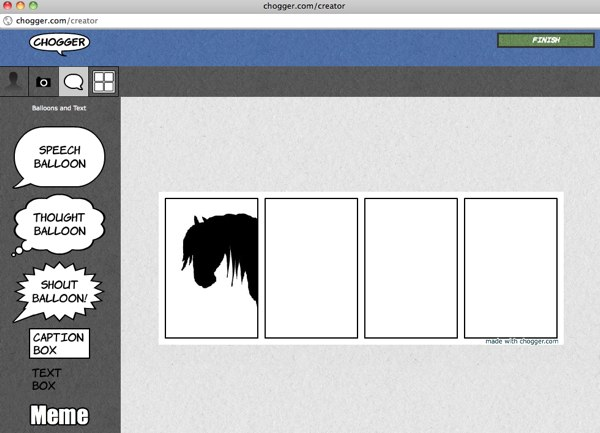 chogger.com/creator
chogger.com/creator
CHOGGER
FINISH
Balloons and Text
SPEECH
BALLOON
THOUGHT
BALLOON
SHOUT
BALLOON!
CAPTION
BOX
TEXT
BOX
Meme
made with chogger.com